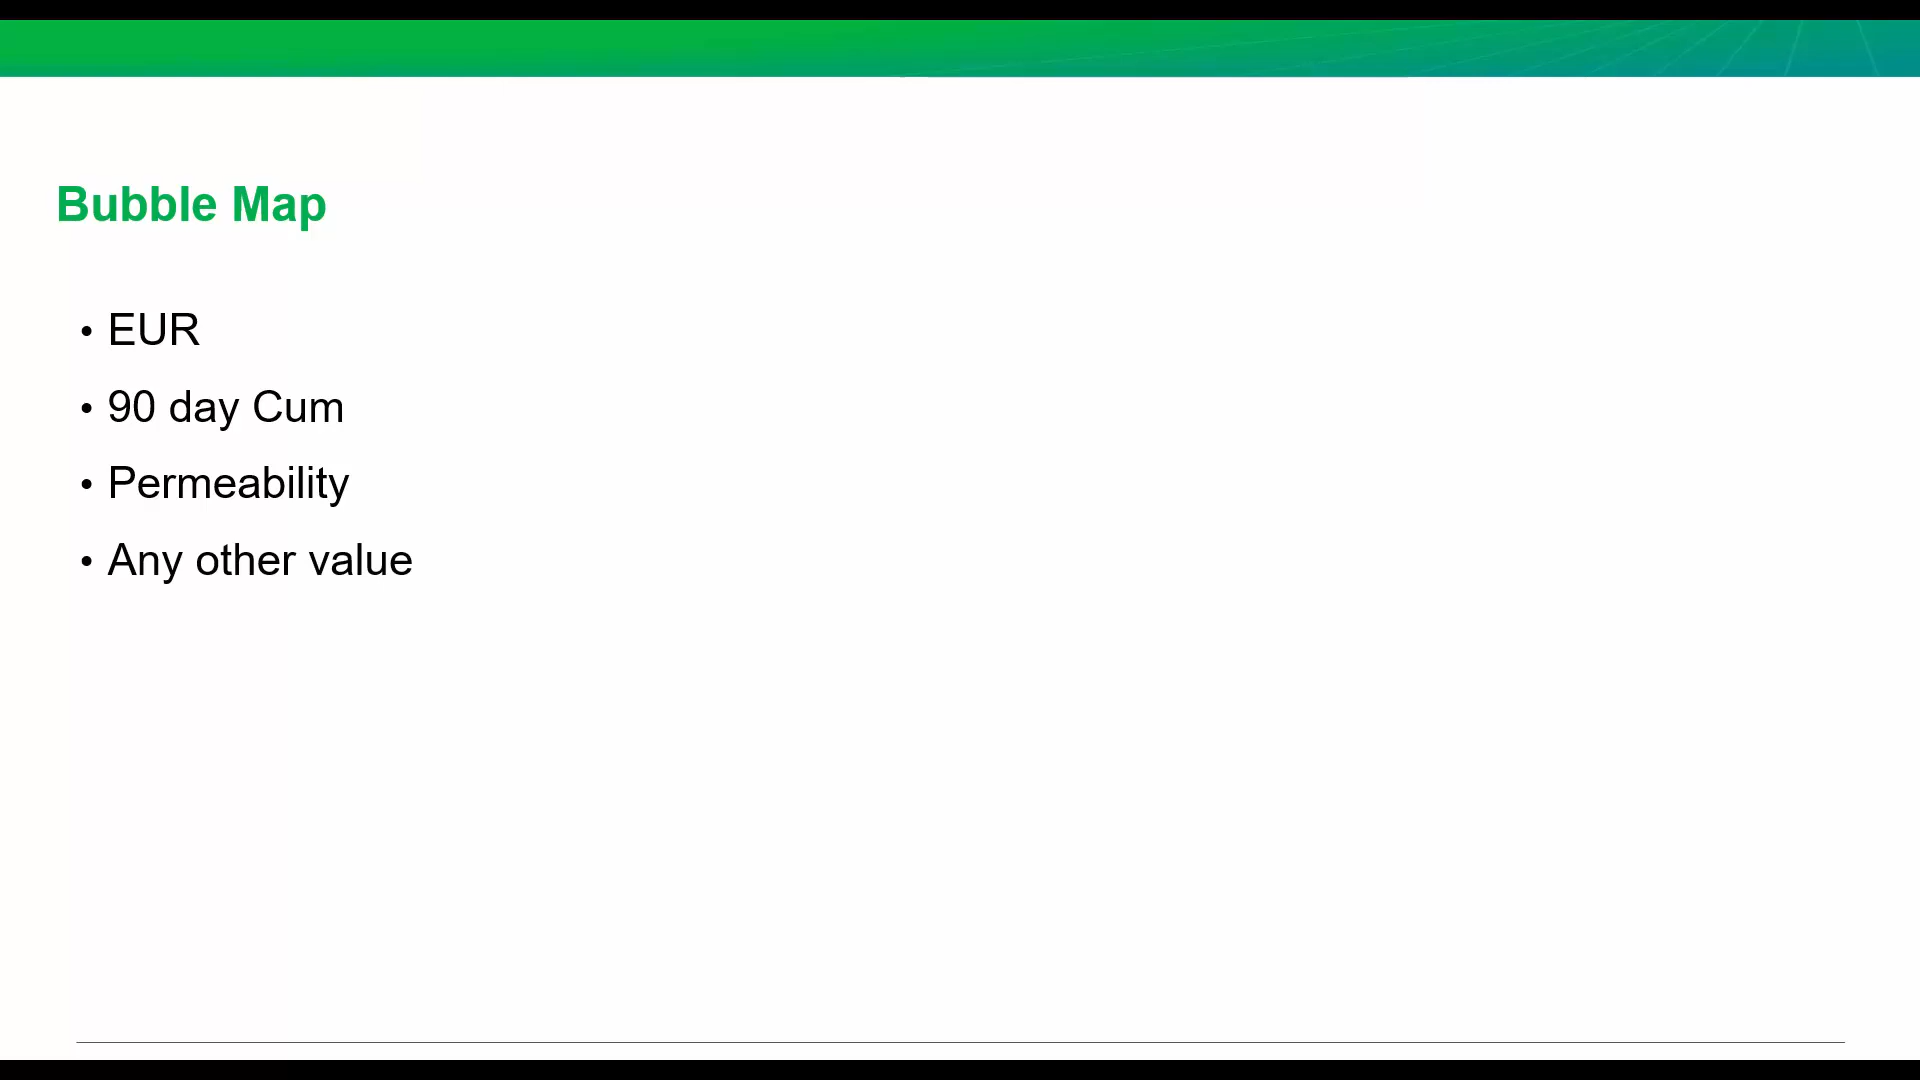 Bubble Map
• EUR
• 90 day Cum
• Permeability
• Any other value